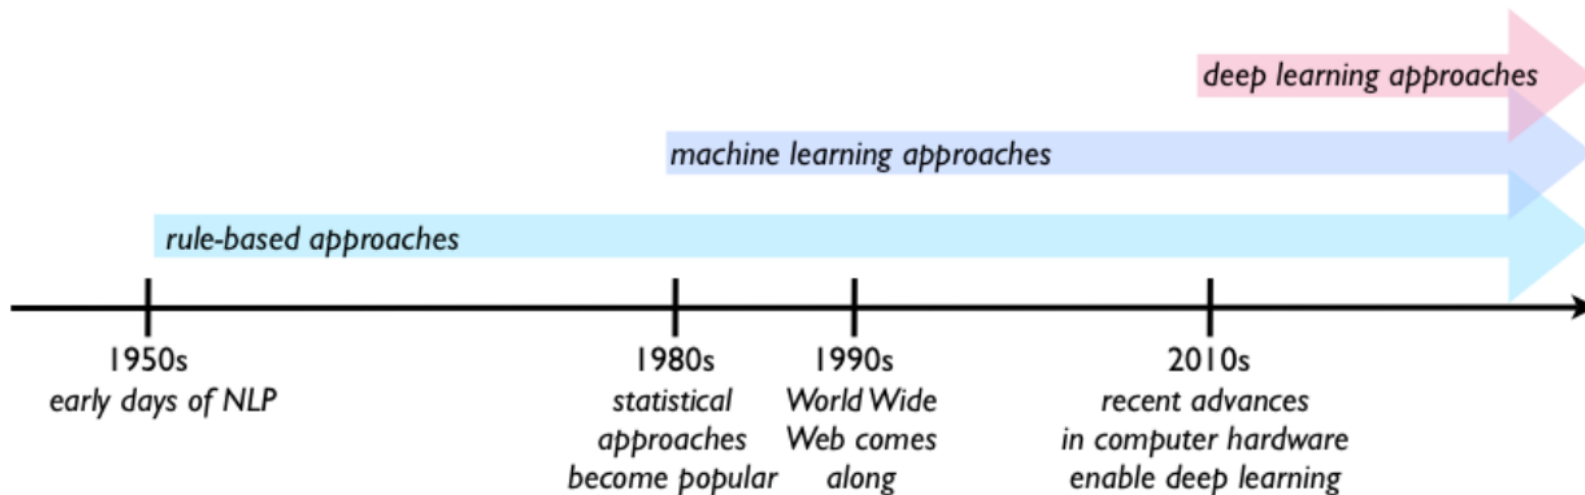 deep learning approaches
machine learning approaches
rule-based approaches
1950s
early days of NLP
1980s
statistical
approaches
become popular
1990s
World Wide
Web comes
along
2010s
recent advances
in computer hardware
enable deep learning